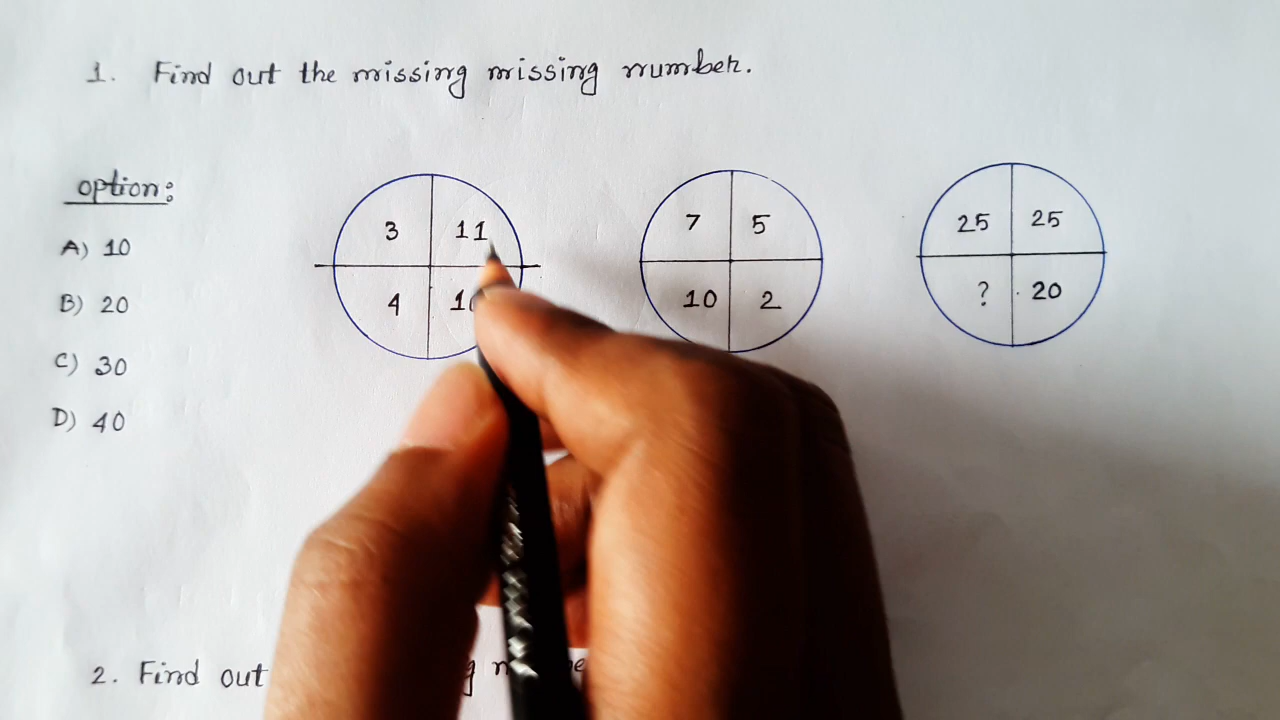 1. Find out the missing missing number.
option:
A) 10
B) 20
C) 30
D) 40
3 11
4
7 5
10 2
25 25
? 20
2. Find out